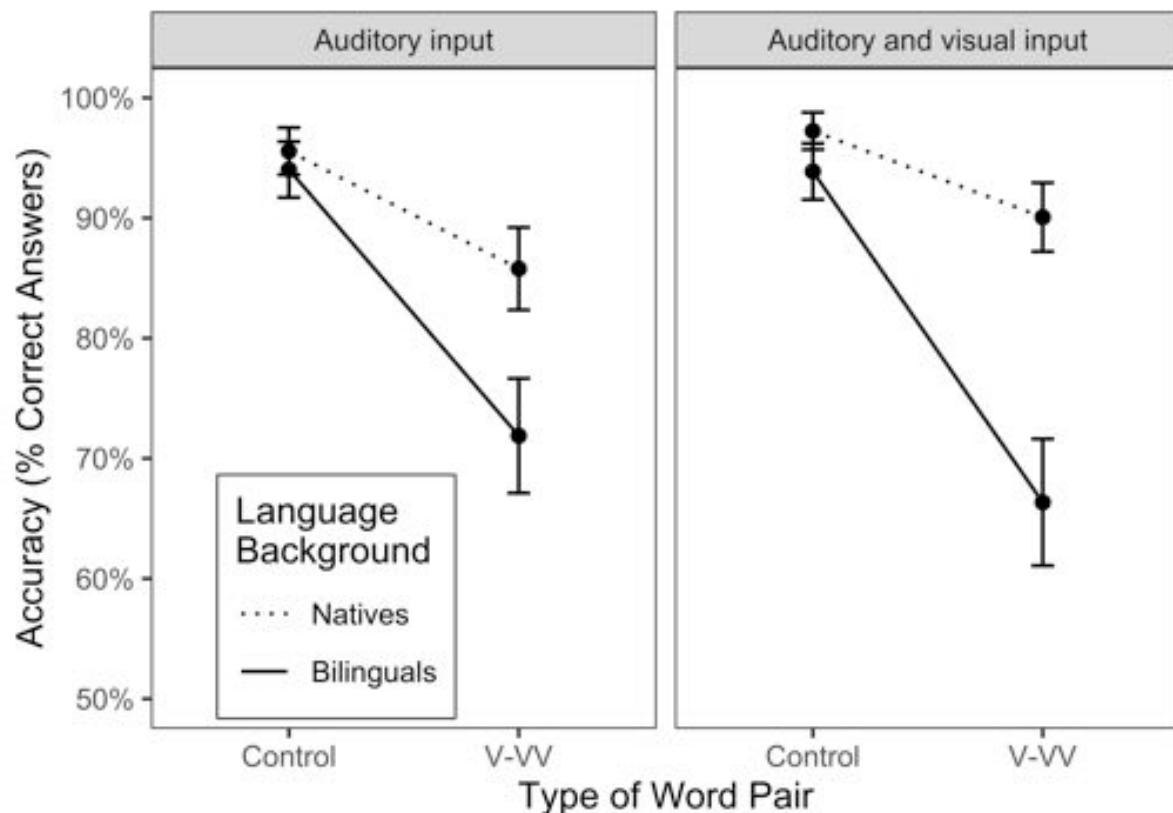 Auditory input
Auditory and visual input
Accuracy (% Correct Answers)
100%
90%
80%
70%
60%
50%
Language
Background
Natives
Bilinguals
Control
V-VV
Control
V-VV
Type of Word Pair